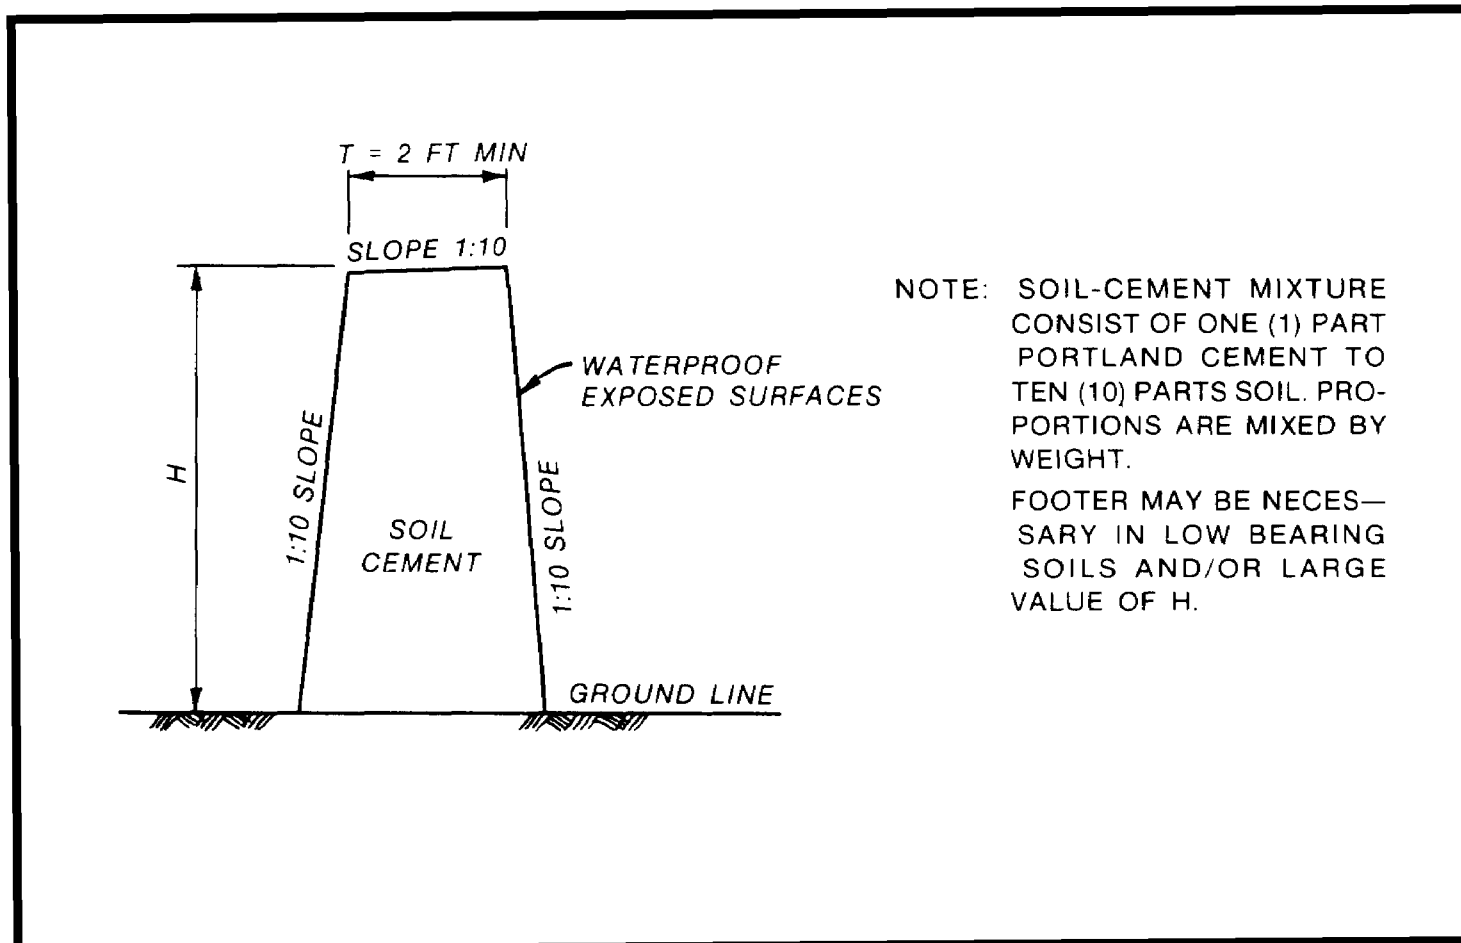 T = 2 FT MIN
SLOPE 1:10
H
1:10 SLOPE
SOIL
CEMENT
1:10 SLOPE
WATERPROOF
EXPOSED SURFACES
GROUND LINE
NOTE: SOIL-CEMENT MIXTURE
CONSIST OF ONE (1) PART
PORTLAND CEMENT TO
TEN (10) PARTS SOIL. PRO-
PORTIONS ARE MIXED BY
WEIGHT.
FOOTER MAY BE NECES—
SARY IN LOW BEARING
SOILS AND/OR LARGE
VALUE OF H.